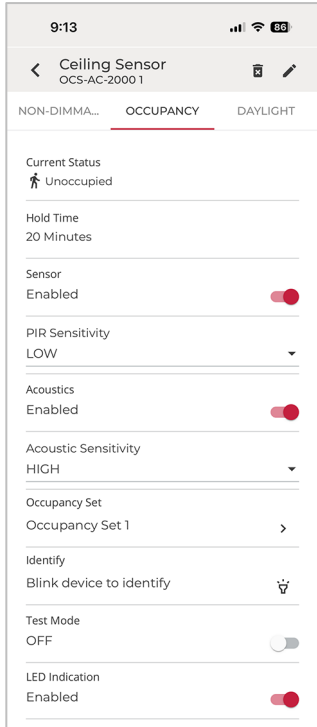 9:13
86
Ceiling Sensor
OCS-AC-2000 1
NON-DIMMA... OCCUPANCY DAYLIGHT
Current Status
Unoccupied
Hold Time
20 Minutes
Sensor
Enabled
PIR Sensitivity
LOW
Acoustics
Enabled
Acoustic Sensitivity
HIGH
Occupancy Set
Occupancy Set 1
Identify
Blink device to identify
Test Mode
OFF
LED Indication
Enabled